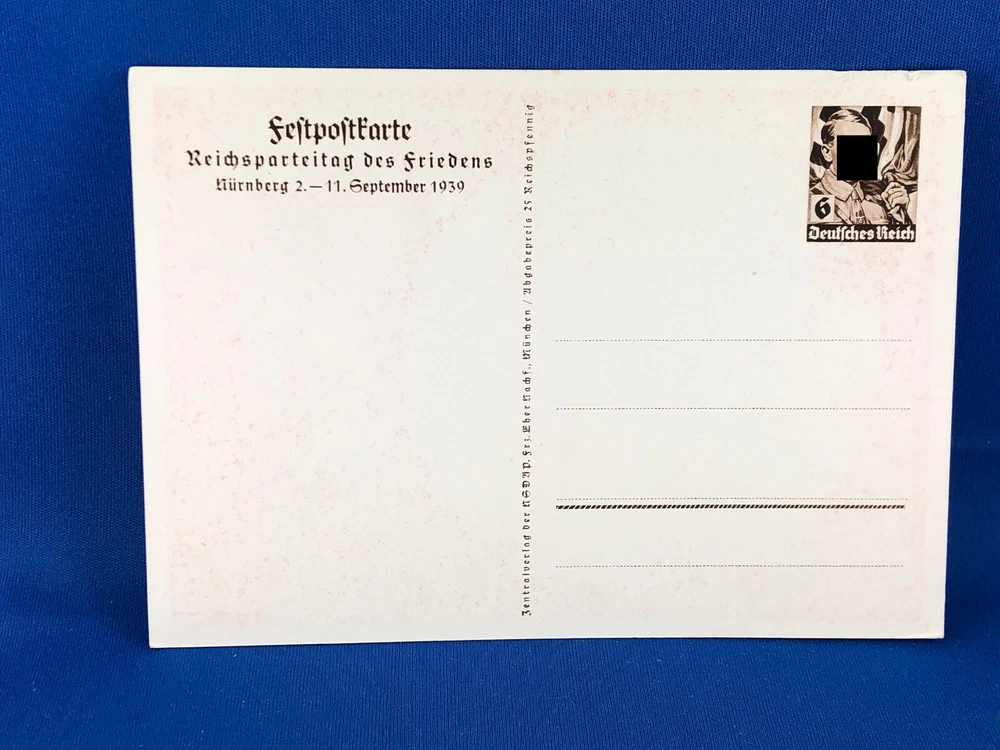 Festpostkarte
Reichsparteitag des Friedens
Nürnberg 2.–11. September 1939
Zentralverlag der NSDAP. Frz. Eher Nachf., München / Abgabepreis 25 Reichspfennig
6
Deutsches Reich